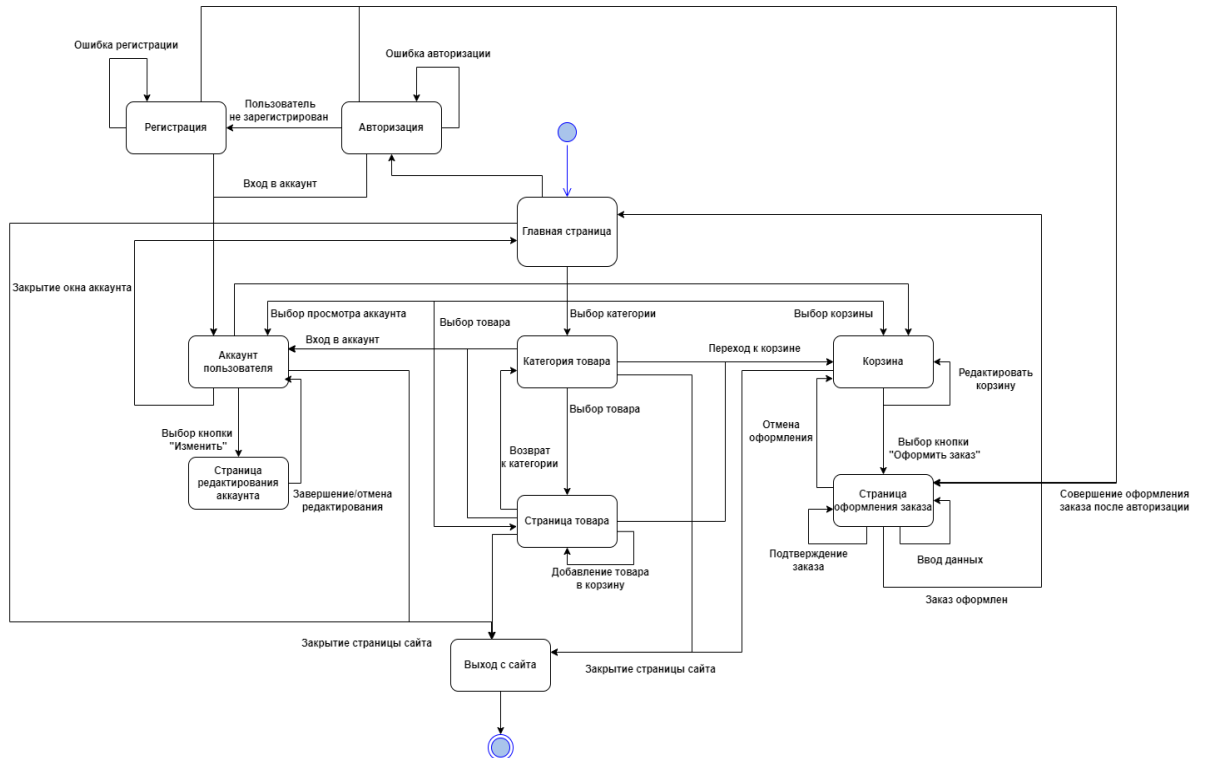 Ошибка регистрации
Ошибка авторизации
Пользователь
не зарегистрирован
Регистрация
Авторизация
Вход в аккаунт
Главная страница
Закрытие окна аккаунта
Выбор просмотра аккаунта
Выбор товара
Выбор категории
Выбор корзины
Вход в аккаунт
Переход к корзине
Аккаунт
пользователя
Категория товара
Корзина
Редактировать
корзину
Выбор товара
Отмена
оформления
Выбор кнопки
"Изменить"
Возврат
к категории
Выбор кнопки
"Оформить заказ"
Страница
редактирования
аккаунта
Завершение/отмена
редактирования
Страница товара
Страница
оформления заказа
Совершение оформления
заказа после авторизации
Подтверждение
заказа
Ввод данных
Добавление товара
в корзину
Заказ оформлен
Закрытие страницы сайта
Выход с сайта
Закрытие страницы сайта